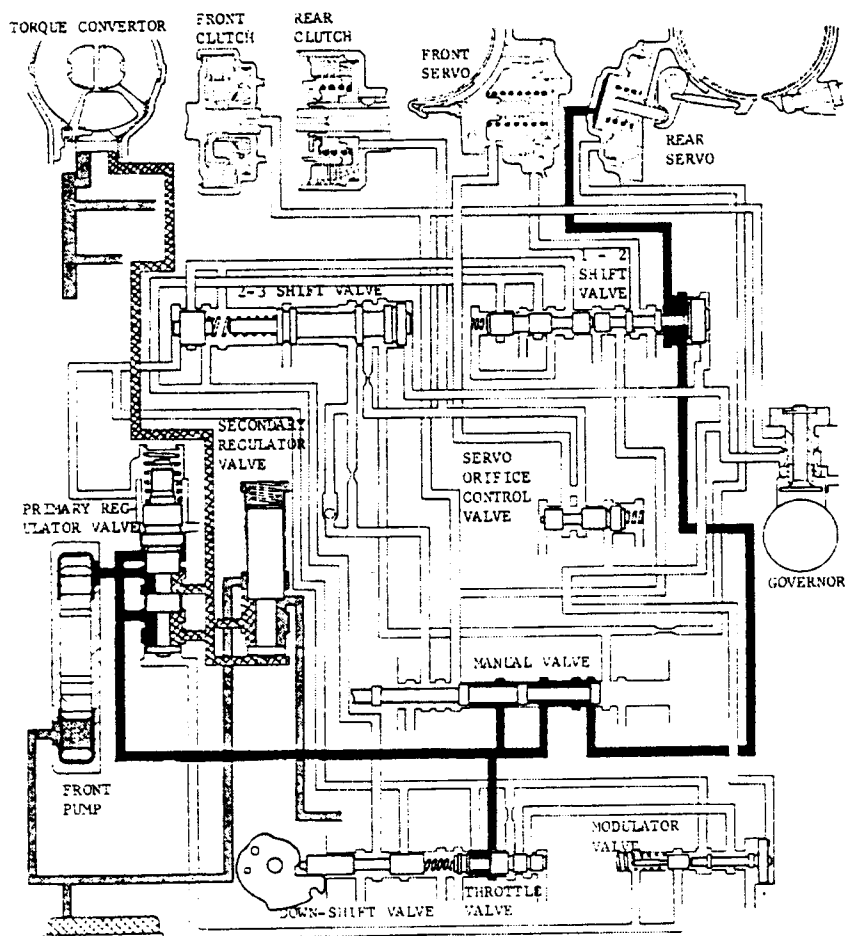 TORQUE CONVERTOR
FRONT
CLUTCH
REAR
CLUTCH
FRONT
SERVO
REAR
SERVO
2-3 SHIFT VALVE
1 - 2
SHIFT
VALVE
SECONDARY
REGULATOR
VALVE
SERVO
ORIFICE
CONTROL
VALVE
PRIMARY REG-
ULATOR VALVE
GOVERNOR
MANUAL VALVE
FRONT
PUMP
MODULATOR
VALVE
DOWN-SHIFT VALVE
THROTTLE
VALVE